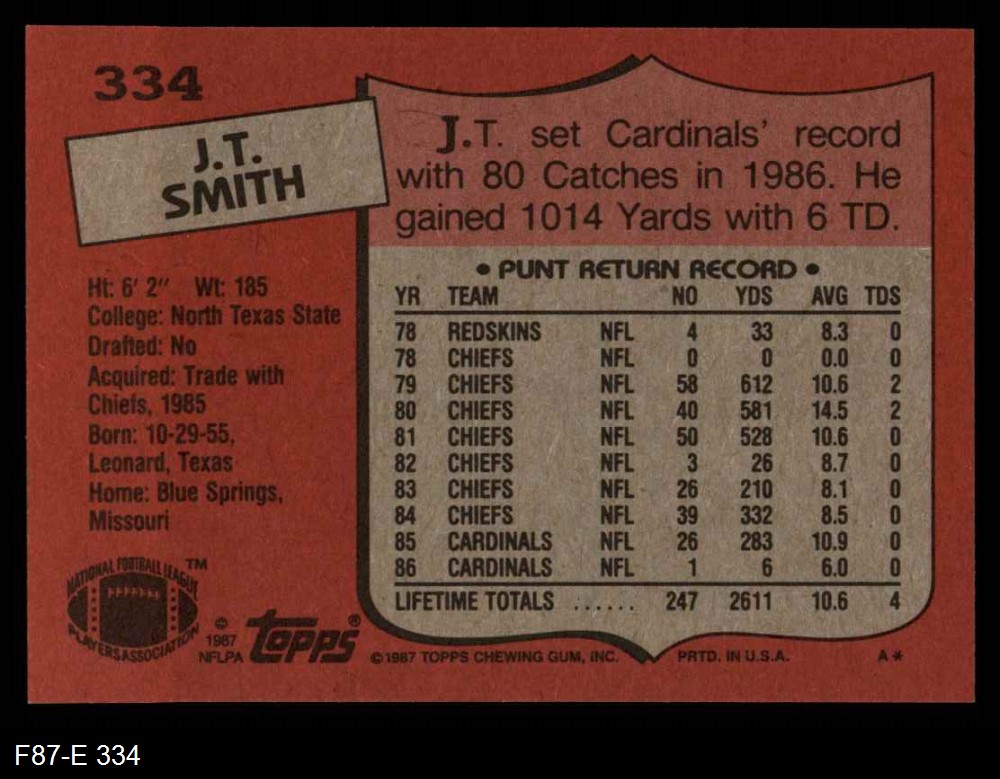 334
J.T.
SMITH
J.T. set Cardinals' record
with 80 Catches in 1986. He
gained 1014 Yards with 6 TD.
Ht: 6' 2" Wt: 185
College: North Texas State
Drafted: No
Acquired: Trade with
Chiefs, 1985
Born: 10-29-55,
Leonard, Texas
Home: Blue Springs,
Missouri
• PUNT RETURN RECORD •
YR TEAM NO YDS AVG TDS
78 REDSKINS NFL 4 33 8.3 0
78 CHIEFS NFL 0 0 0.0 0
79 CHIEFS NFL 58 612 10.6 2
80 CHIEFS NFL 40 581 14.5 2
81 CHIEFS NFL 50 528 10.6 0
82 CHIEFS NFL 3 26 8.7 0
83 CHIEFS NFL 26 210 8.1 0
84 CHIEFS NFL 39 332 8.5 0
85 CARDINALS NFL 26 283 10.9 0
86 CARDINALS NFL 1 6 6.0 0
LIFETIME TOTALS ...... 247 2611 10.6 4
NATIONAL FOOTBALL LEAGUE ™
PLAYERS ASSOCIATION
©
1987
NFLPA
topps ®
© 1987 TOPPS CHEWING GUM, INC. PRTD. IN U.S.A. A*
F87-E 334